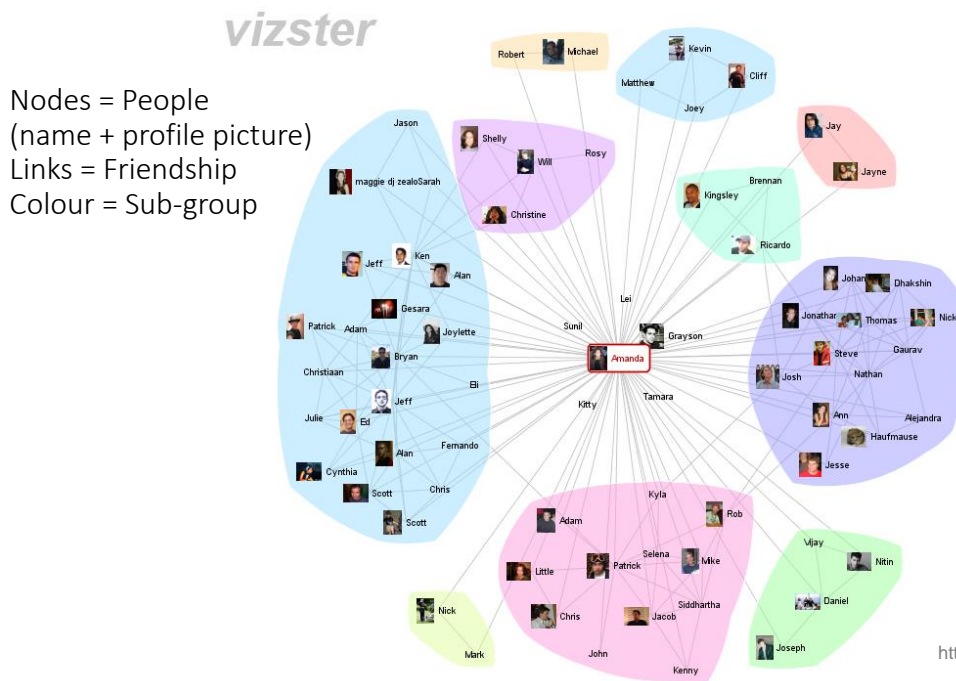 vizster
Nodes = People
(name + profile picture)
Links = Friendship
Colour = Sub-group
Robert
Michael
Kevin
Matthew
Cliff
Joey
Jason
Shelly
Will
Rosy
Christine
maggie dj zealoSarah
Jay
Jayne
Brennan
Kingsley
Ricardo
Jeff
Ken
Alan
Gesara
Patrick
Adam
Joylette
Bryan
Christiaan
Eli
Jeff
Julie
Ed
Fernando
Alan
Cynthia
Scott
Chris
Scott
Lei
Sunil
Grayson
Amanda
Kitty
Tamara
Johan
Dhakshin
Jonathan
Thomas
Nick
Steve
Gaurav
Josh
Nathan
Ann
Alejandra
Haufmause
Jesse
Kyla
Rob
Adam
Selena
Mike
Little
Patrick
Siddhartha
Chris
Jacob
John
Kenny
Vijay
Nitin
Daniel
Joseph
Nick
Mark
htt